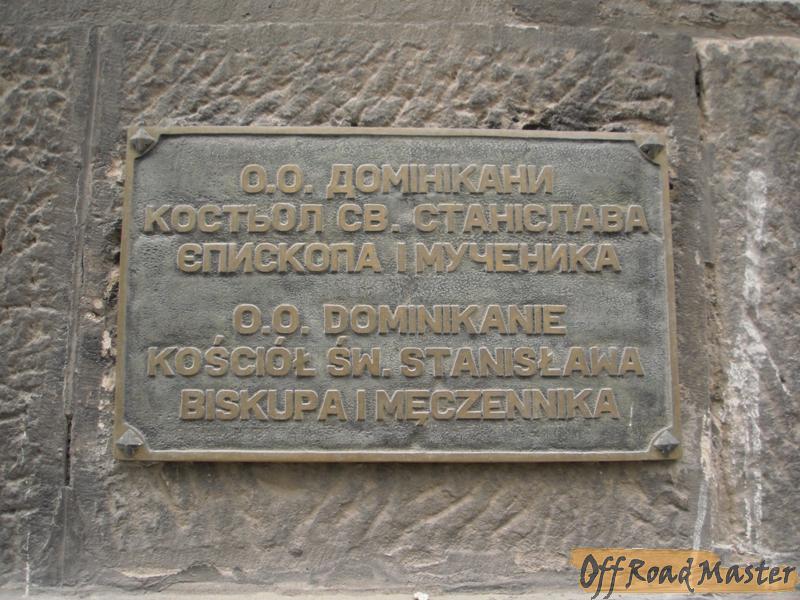 О.О. ДОМІНІКАНИ
КОСТЬОЛ СВ. СТАНІСЛАВА
ЄПИСКОПА І МУЧЕНИКА
O.O. DOMINIKANIE
KOŚCIÓŁ ŚW. STANISŁAWA
BISKUPA I MĘCZENNIKA
Off Road Master